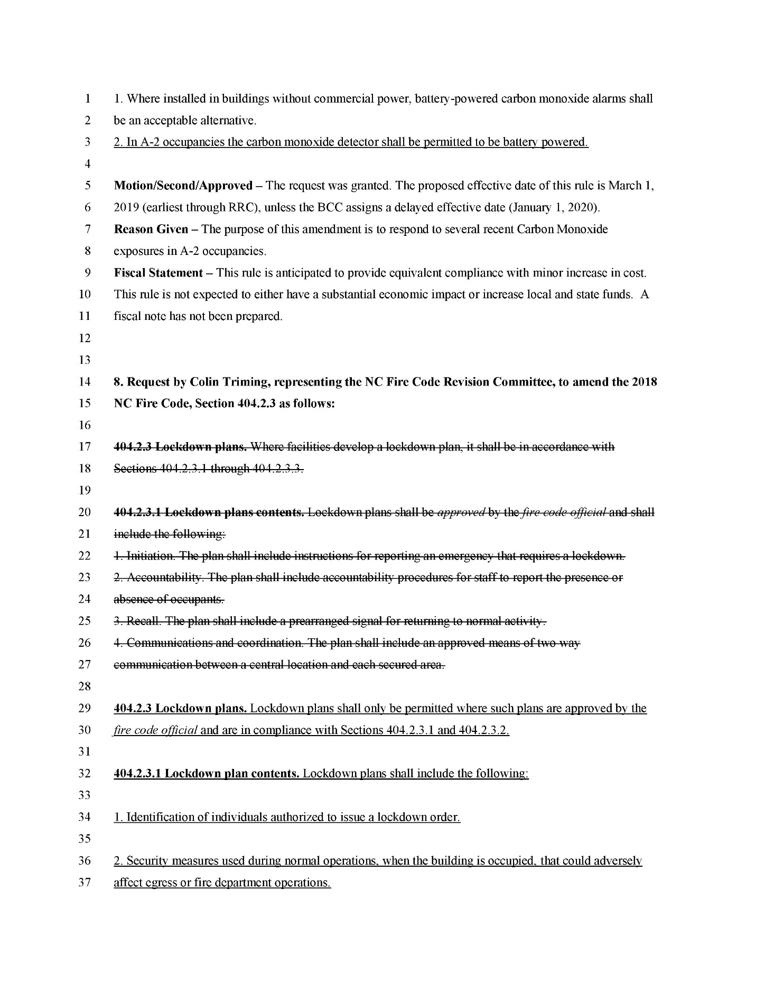 1 1. Where installed in buildings without commercial power, battery-powered carbon monoxide alarms shall
2 be an acceptable alternative.
3 2. In A-2 occupancies the carbon monoxide detector shall be permitted to be battery powered.
4
5 Motion/Second/Approved – The request was granted. The proposed effective date of this rule is March 1,
6 2019 (earliest through RRC), unless the BCC assigns a delayed effective date (January 1, 2020).
7 Reason Given – The purpose of this amendment is to respond to several recent Carbon Monoxide
8 exposures in A-2 occupancies.
9 Fiscal Statement – This rule is anticipated to provide equivalent compliance with minor increase in cost.
10 This rule is not expected to either have a substantial economic impact or increase local and state funds. A
11 fiscal note has not been prepared.
12
13
14 8. Request by Colin Triming, representing the NC Fire Code Revision Committee, to amend the 2018
15 NC Fire Code, Section 404.2.3 as follows:
16
17 404.2.3 Lockdown plans. Where facilities develop a lockdown plan, it shall be in accordance with
18 Sections 404.2.3.1 through 404.2.3.3.
19
20 404.2.3.1 Lockdown plans contents. Lockdown plans shall be approved by the fire code official and shall
21 include the following:
22 1. Initiation. The plan shall include instructions for reporting an emergency that requires a lockdown.
23 2. Accountability. The plan shall include accountability procedures for staff to report the presence or
24 absence of occupants.
25 3. Recall. The plan shall include a prearranged signal for returning to normal activity.
26 4. Communications and coordination. The plan shall include an approved means of two way
27 communication between a central location and each secured area.
28
29 404.2.3 Lockdown plans. Lockdown plans shall only be permitted where such plans are approved by the
30 fire code official and are in compliance with Sections 404.2.3.1 and 404.2.3.2.
31
32 404.2.3.1 Lockdown plan contents. Lockdown plans shall include the following:
33
34 1. Identification of individuals authorized to issue a lockdown order.
35
36 2. Security measures used during normal operations, when the building is occupied, that could adversely
37 affect egress or fire department operations.